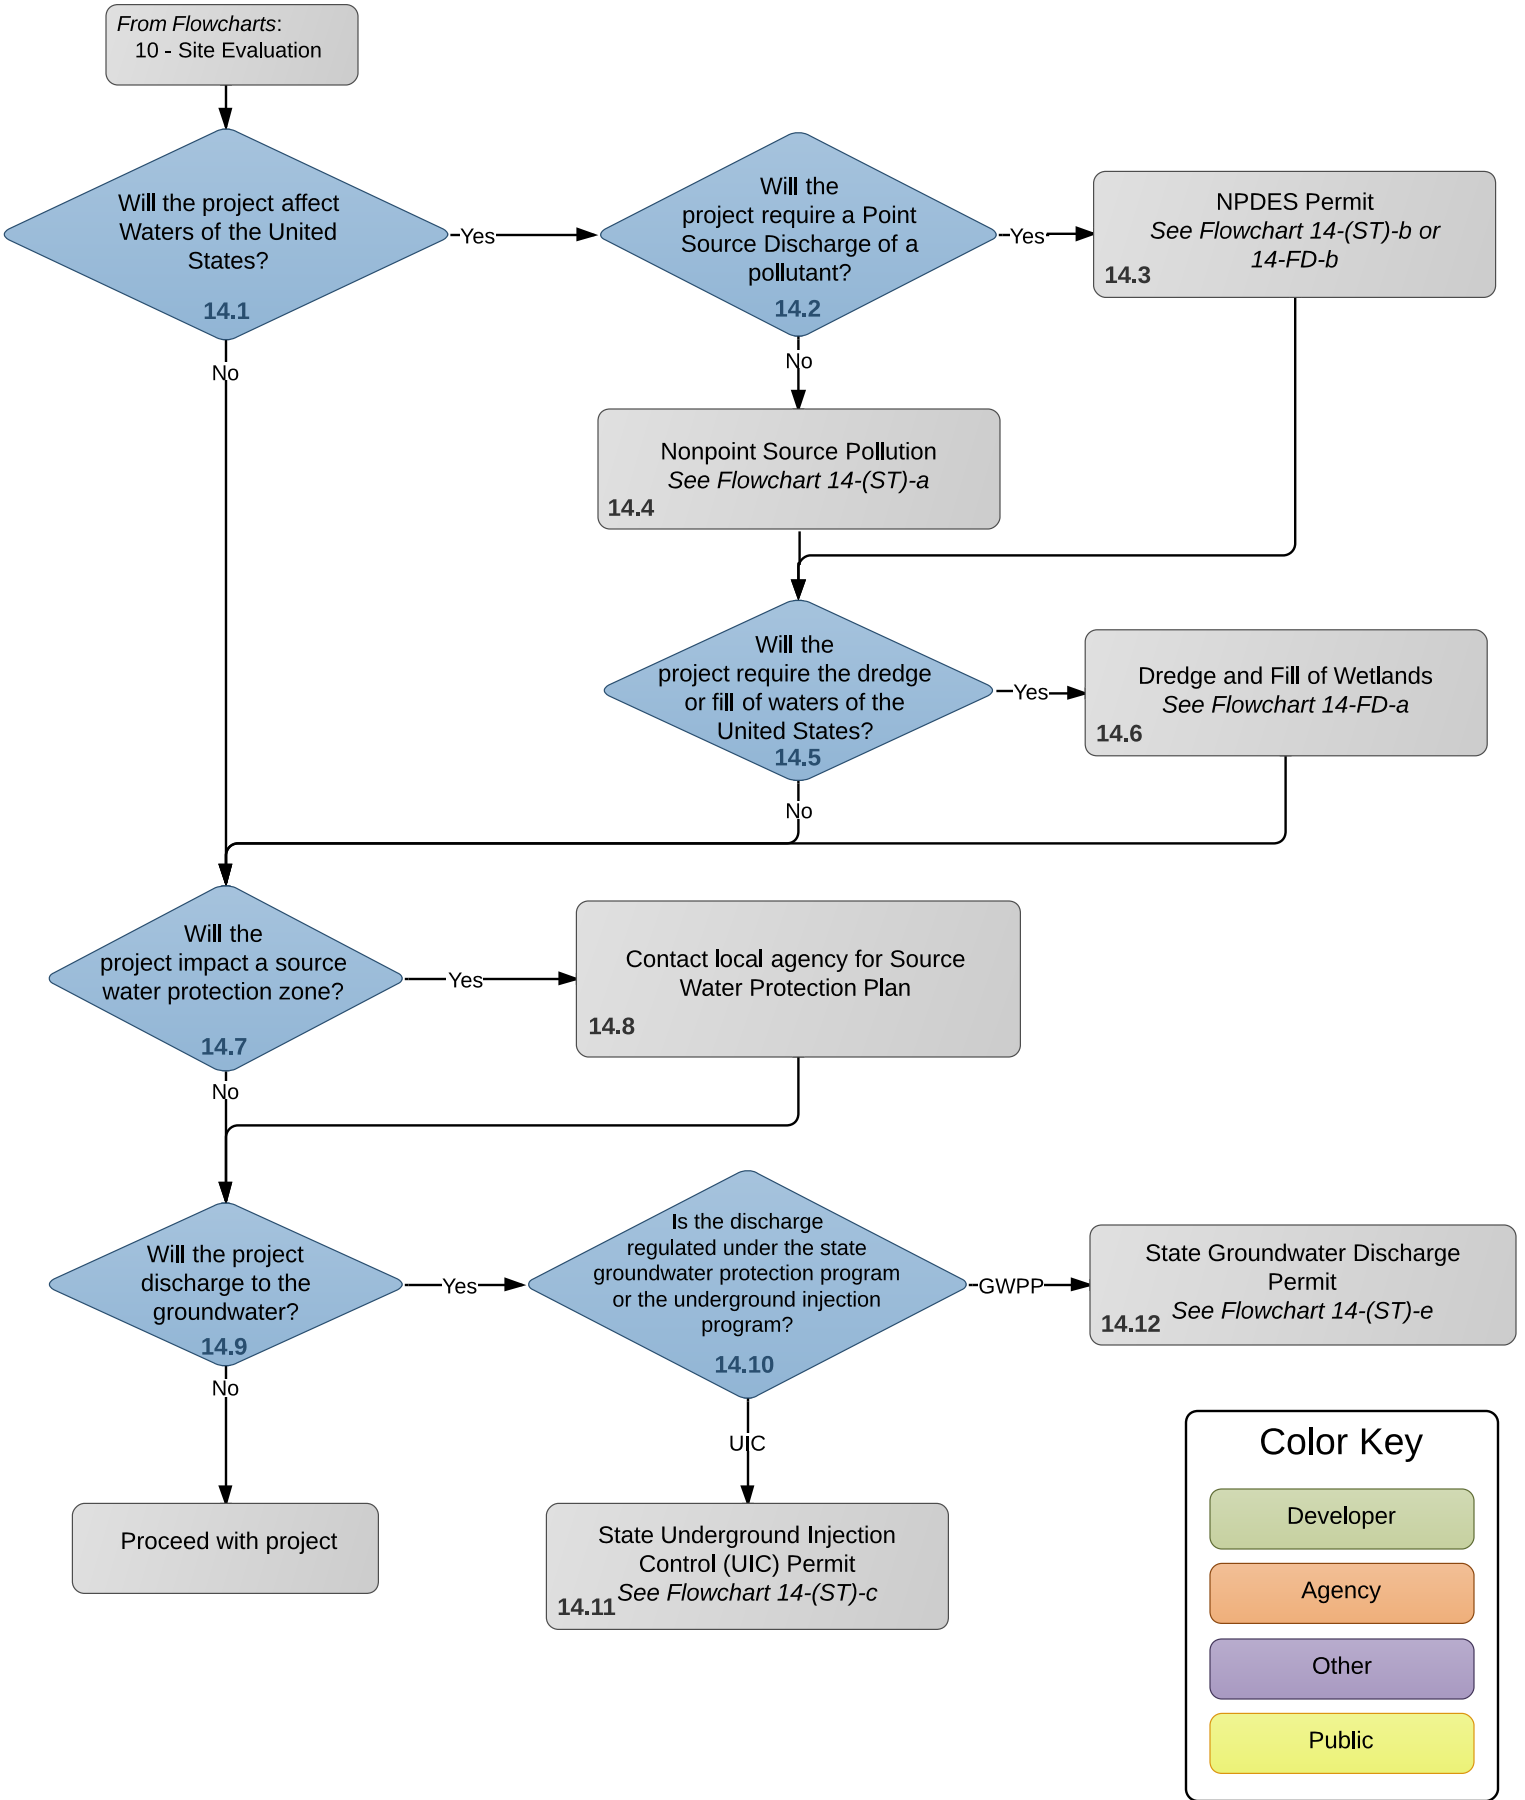 From Flowcharts:
10 - Site Evaluation
Will the project affect
Waters of the United
States?
14.1
Yes
No
Will the
project require a Point
Source Discharge of a
pollutant?
14.2
Yes
No
NPDES Permit
See Flowchart 14-(ST)-b or
14-FD-b
14.3
Nonpoint Source Pollution
See Flowchart 14-(ST)-a
14.4
Will the
project require the dredge
or fill of waters of the
United States?
14.5
Yes
No
Dredge and Fill of Wetlands
See Flowchart 14-FD-a
14.6
Will the
project impact a source
water protection zone?
14.7
Yes
No
Contact local agency for Source
Water Protection Plan
14.8
Will the project
discharge to the
groundwater?
14.9
Yes
No
Is the discharge
regulated under the state
groundwater protection program
or the underground injection
program?
14.10
GWPP
UIC
State Groundwater Discharge
Permit
See Flowchart 14-(ST)-e
14.12
Proceed with project
State Underground Injection
Control (UIC) Permit
See Flowchart 14-(ST)-c
14.11
Color Key
Developer
Agency
Other
Public